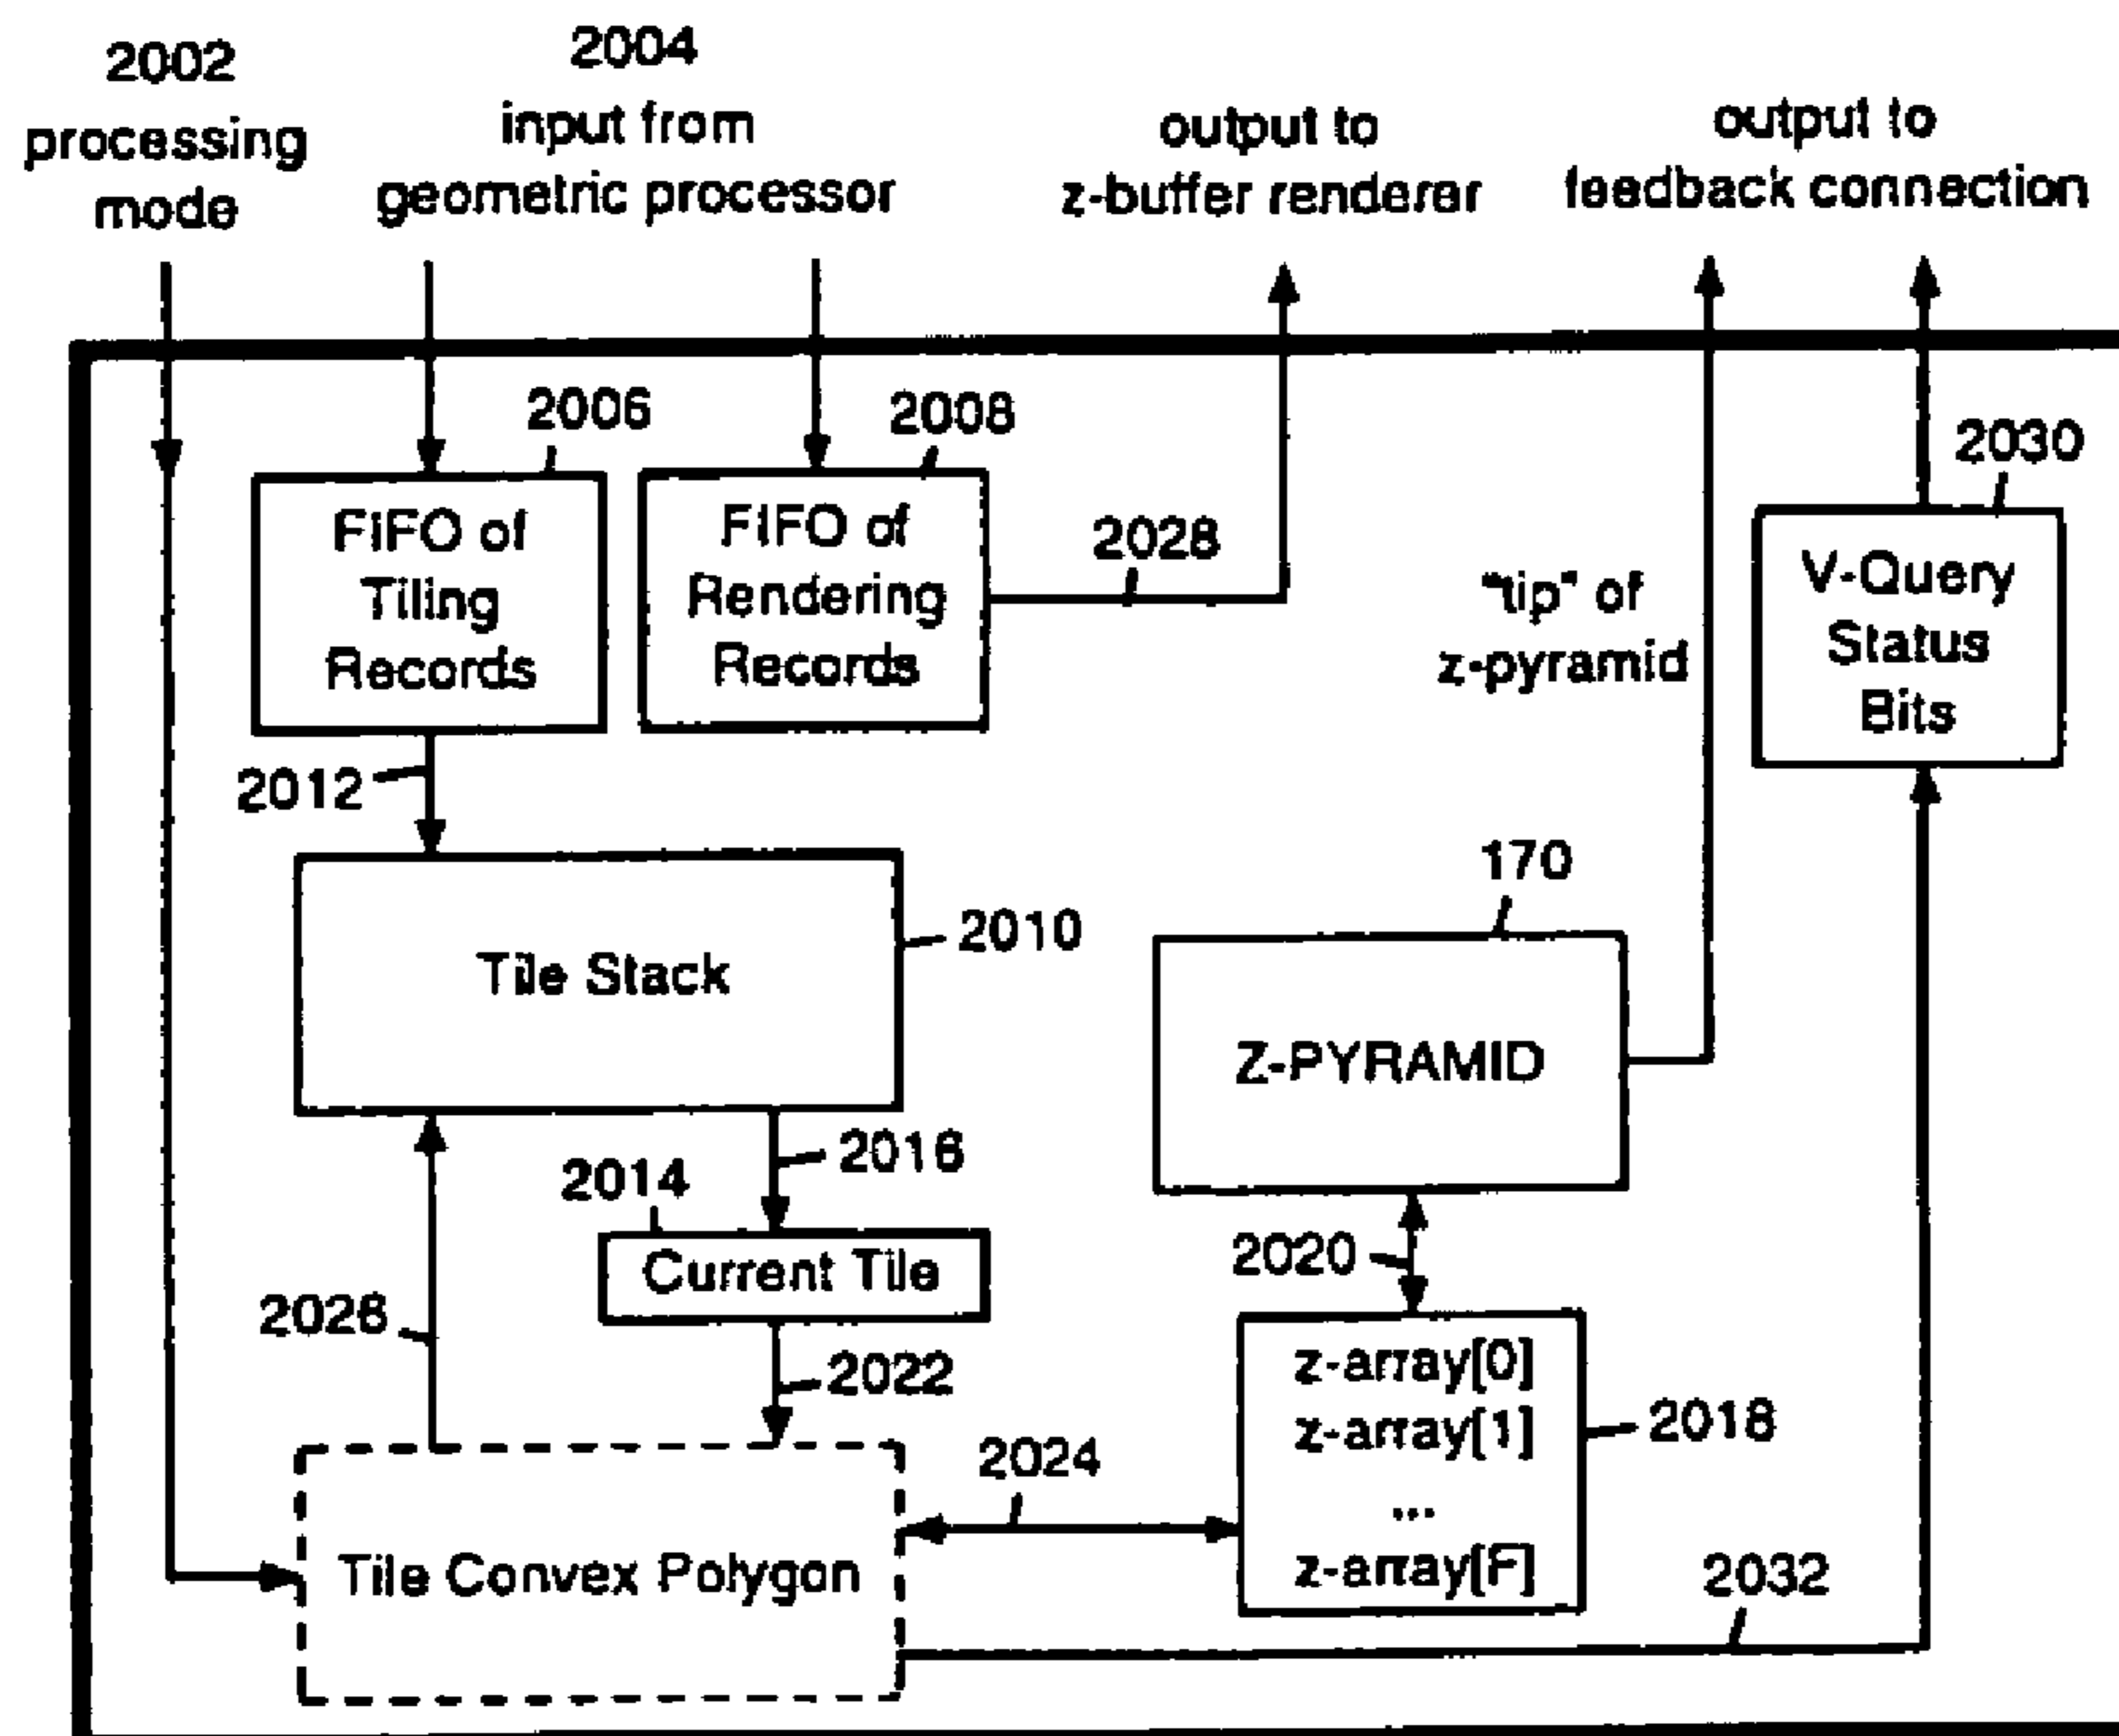 2002
processing
mode
2004
input from
geometric processor
output to
z-buffer renderer
output to
feedback connection
2006
FIFO of
Tiling
Records
2008
FIFO of
Rendering
Records
2028
"tip" of
z-pyramid
2030
V-Query
Status
Bits
2012
Tile Stack
2010
170
Z-PYRAMID
2016
2014
Current Tile
2026
2022
2020
z-array[0]
z-array[1]
...
z-array[F]
2018
2024
Tile Convex Polygon
2032